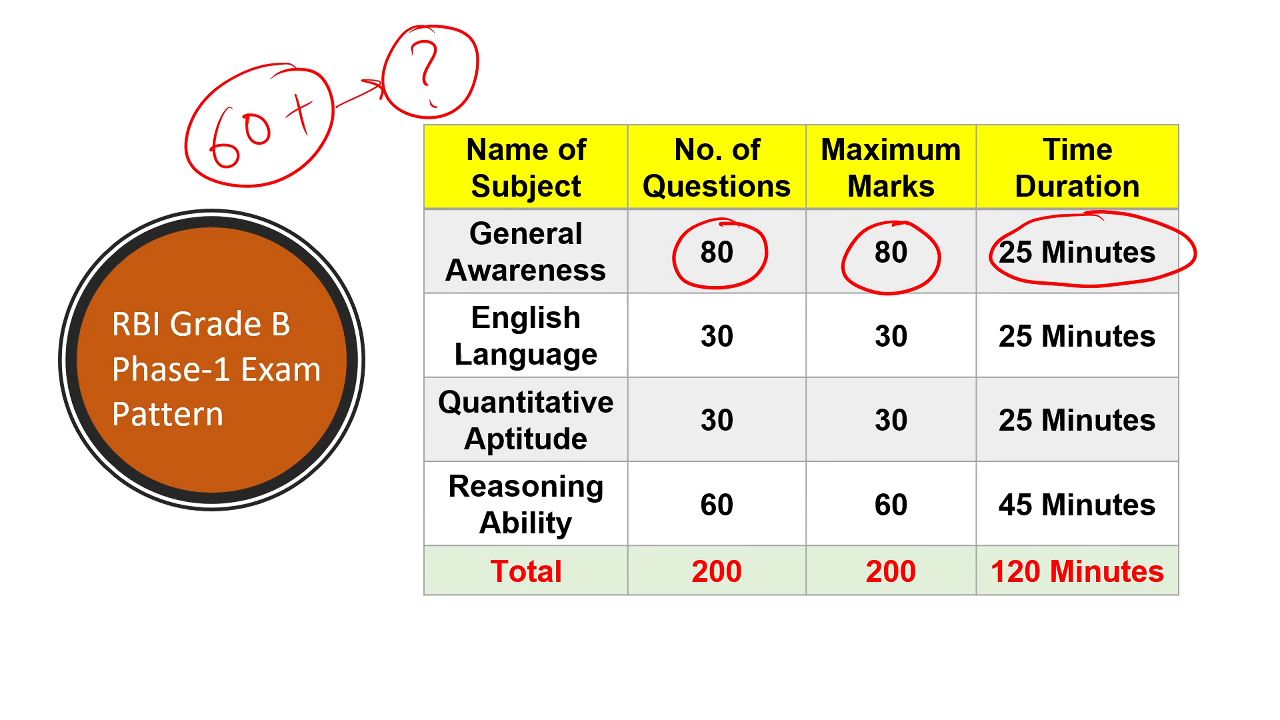 60+
?
Name of Subject No. of Questions Maximum Marks Time Duration
General Awareness 80 80 25 Minutes
English Language 30 30 25 Minutes
Quantitative Aptitude 30 30 25 Minutes
Reasoning Ability 60 60 45 Minutes
Total 200 200 120 Minutes
RBI Grade B
Phase-1 Exam
Pattern